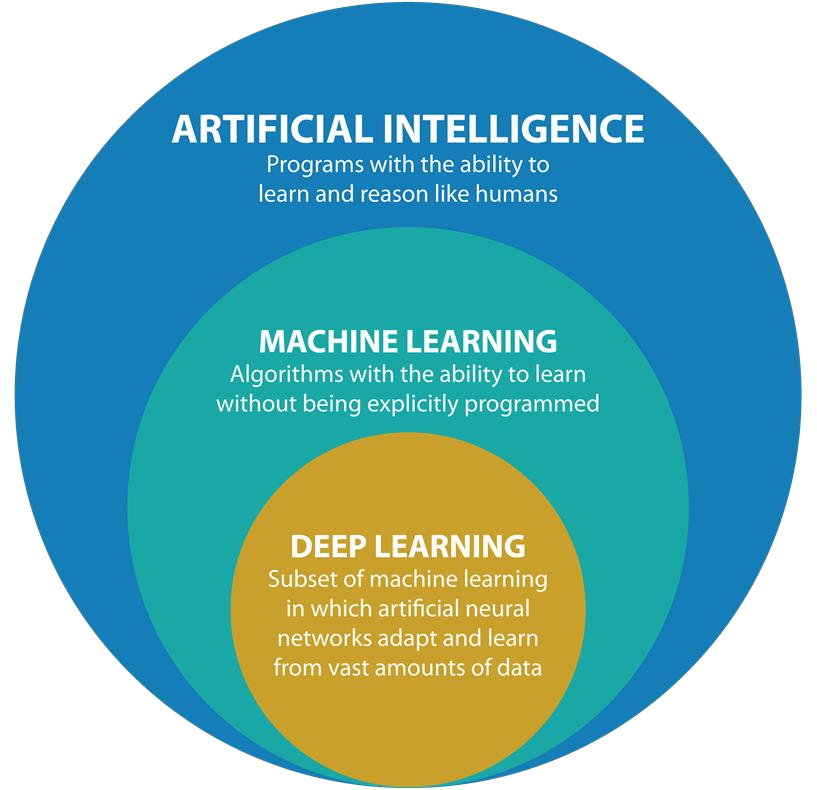 ARTIFICIAL INTELLIGENCE
Programs with the ability to
learn and reason like humans
MACHINE LEARNING
Algorithms with the ability to learn
without being explicitly programmed
DEEP LEARNING
Subset of machine learning
in which artificial neural
networks adapt and learn
from vast amounts of data